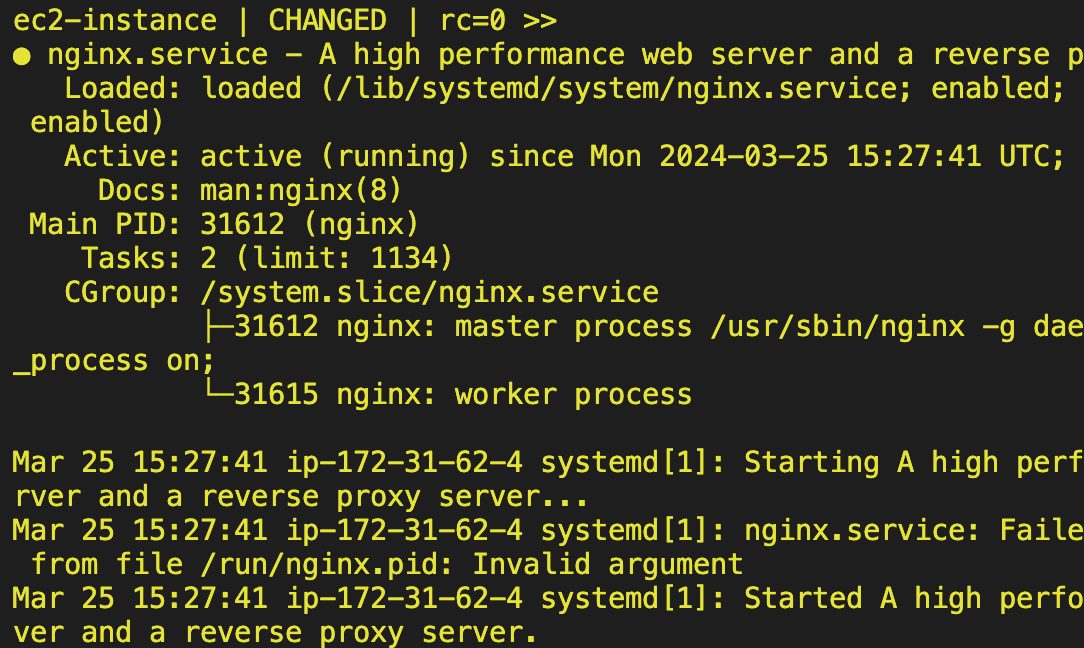 ec2-instance | CHANGED | rc=0 >>
● nginx.service - A high performance web server and a reverse p
Loaded: loaded (/lib/systemd/system/nginx.service; enabled;
enabled)
Active: active (running) since Mon 2024-03-25 15:27:41 UTC;
Docs: man:nginx(8)
Main PID: 31612 (nginx)
Tasks: 2 (limit: 1134)
CGroup: /system.slice/nginx.service
├─31612 nginx: master process /usr/sbin/nginx -g dae
_process on;
└─31615 nginx: worker process
Mar 25 15:27:41 ip-172-31-62-4 systemd[1]: Starting A high perf
rver and a reverse proxy server...
Mar 25 15:27:41 ip-172-31-62-4 systemd[1]: nginx.service: Faile
from file /run/nginx.pid: Invalid argument
Mar 25 15:27:41 ip-172-31-62-4 systemd[1]: Started A high perfo
ver and a reverse proxy server.